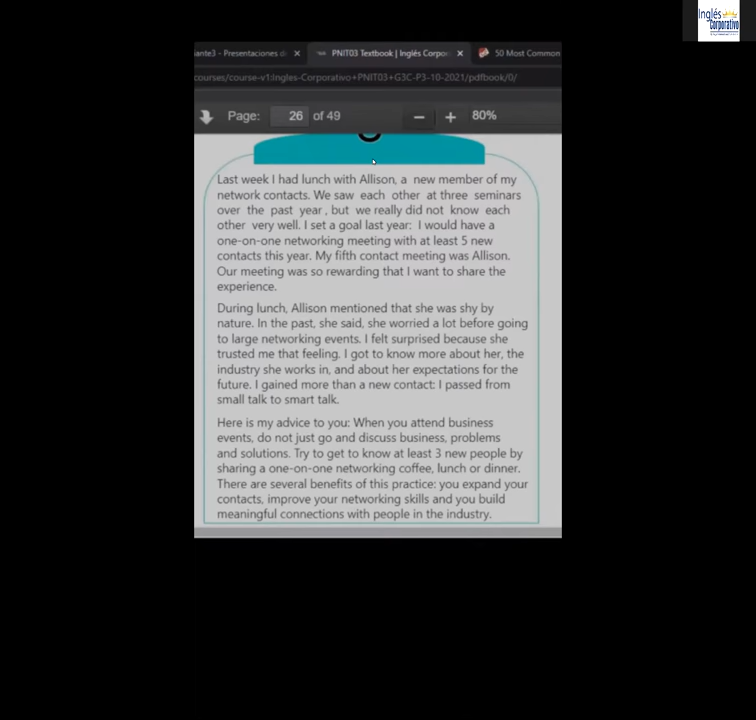 Inglés
Corporativo
ante3 - Presentaciones d
PNIT03 Textbook | Inglés Corpo
50 Most Common
courses/course-v1:Ingles-Corporativo+PNIT03+G3C-P3-10-2021/pdfbook/0/
Page: 26 of 49 80%
Last week I had lunch with Allison, a new member of my
network contacts. We saw each other at three seminars
over the past year, but we really did not know each
other very well. I set a goal last year: I would have a
one-on-one networking meeting with at least 5 new
contacts this year. My fifth contact meeting was Allison.
Our meeting was so rewarding that I want to share the
experience.
During lunch, Allison mentioned that she was shy by
nature. In the past, she said, she worried a lot before going
to large networking events. I felt surprised because she
trusted me that feeling. I got to know more about her, the
industry she works in, and about her expectations for the
future. I gained more than a new contact: I passed from
small talk to smart talk.
Here is my advice to you: When you attend business
events, do not just go and discuss business, problems
and solutions. Try to get to know at least 3 new people by
sharing a one-on-one networking coffee, lunch or dinner.
There are several benefits of this practice: you expand your
contacts, improve your networking skills and you build
meaningful connections with people in the industry.